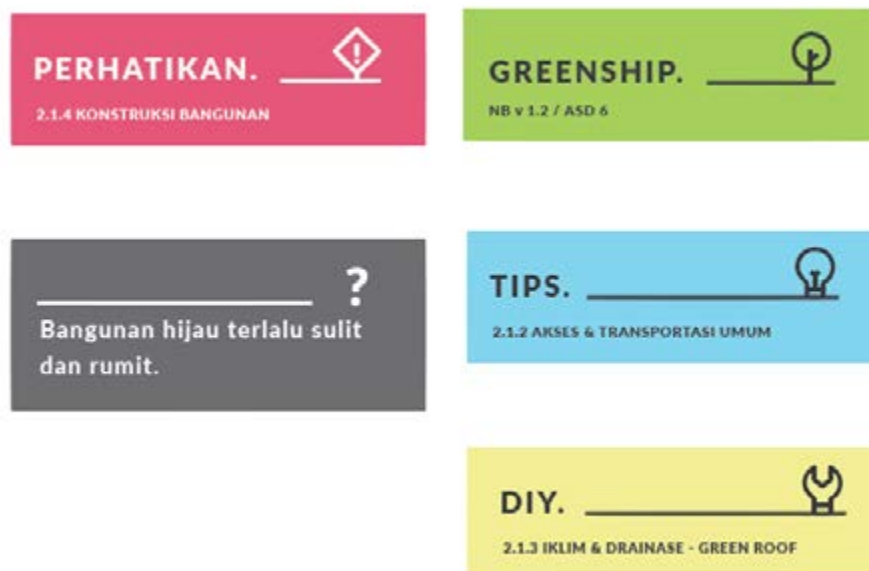 PERHATIKAN.
2.1.4 KONSTRUKSI BANGUNAN
GREENSHIP.
NB v 1.2 / ASD 6
?
Bangunan hijau terlalu sulit
dan rumit.
TIPS.
2.1.2 AKSES & TRANSPORTASI UMUM
DIY.
2.1.3 IKLIM & DRAINASE - GREEN ROOF